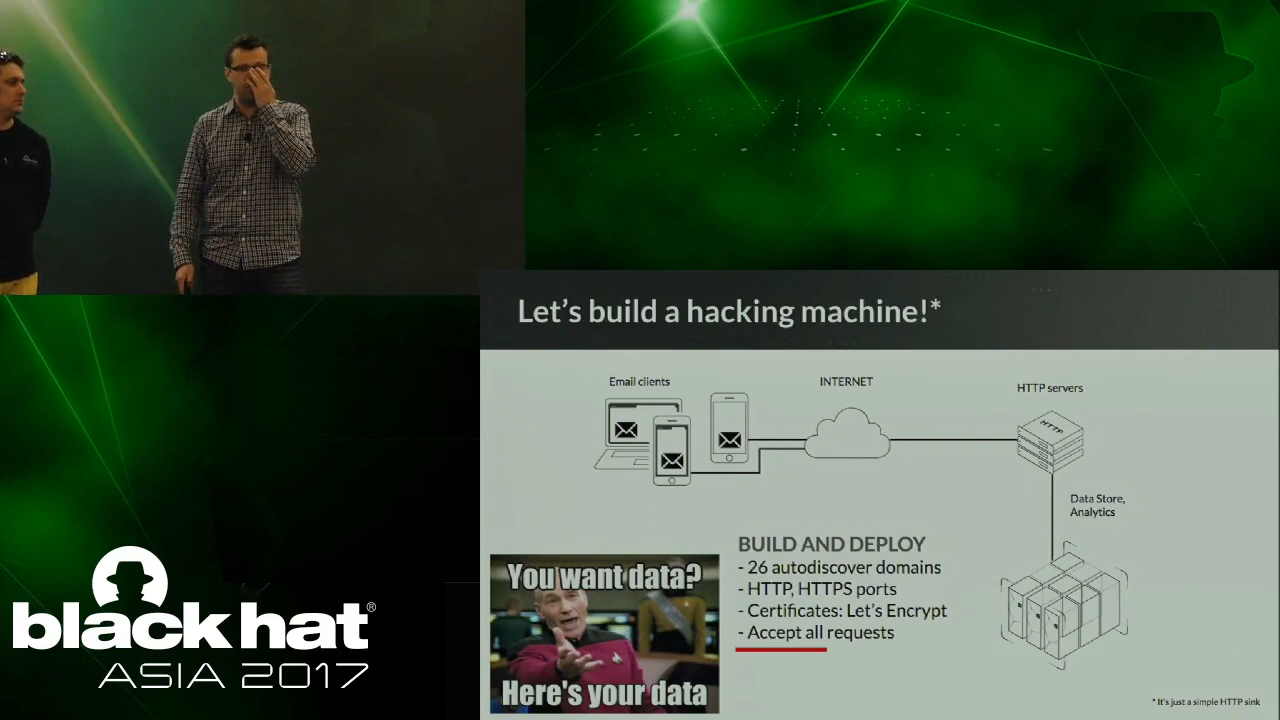 Let's build a hacking machine!*
Email clients
INTERNET
HTTP servers
HTTP
Data Store,
Analytics
BUILD AND DEPLOY
- 26 autodiscover domains
- HTTP, HTTPS ports
- Certificates: Let's Encrypt
- Accept all requests
You want data?
Here's your data
* It's just a simple HTTP sink
black hat®
ASIA 2017